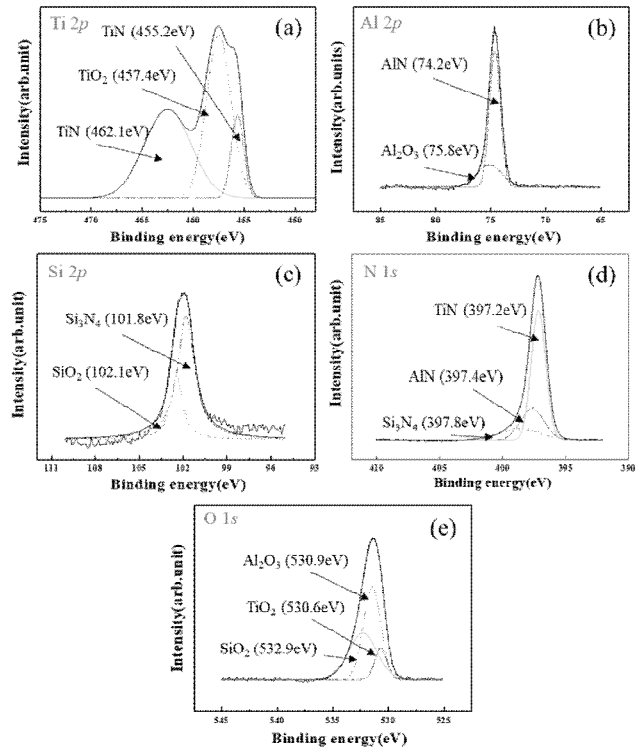 Ti 2p
(a)
TiN (455.2eV)
TiO₂ (457.4eV)
TiN (462.1eV)
Intensity(arb.unit)
475 470 465 460 455 450
Binding energy(eV)
Al 2p
(b)
AlN (74.2eV)
Al₂O₃ (75.8eV)
Intensity(arb.units)
85 80 75 70 65
Binding energy(eV)
Si 2p
(c)
Si₃N₄ (101.8eV)
SiO₂ (102.1eV)
Intensity(arb.unit)
102 99 96 93
Binding energy(eV)
N 1s
(d)
TiN (397.2eV)
AlN (397.4eV)
Si₃N₄ (397.8eV)
Intensity(arb.unit)
410 405 400 395 390
Binding energy(eV)
O 1s
(e)
Al₂O₃ (530.9eV)
TiO₂ (530.6eV)
SiO₂ (532.9eV)
Intensity(arb.unit)
545 540 535 530 525
Binding energy(eV)